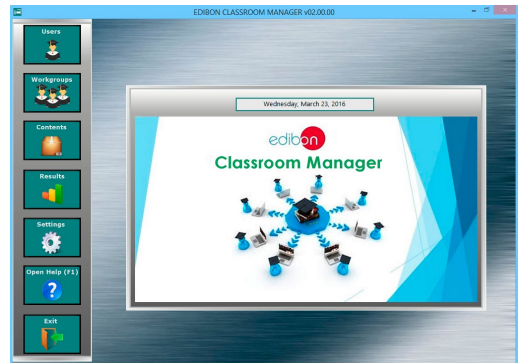 EDIBON CLASSROOM MANAGER v02.00.00
Users
Workgroups
Contents
Results
Settings
Open Help (F1)
?
Exit
Wednesday, March 23, 2016
edibon
Classroom Manager